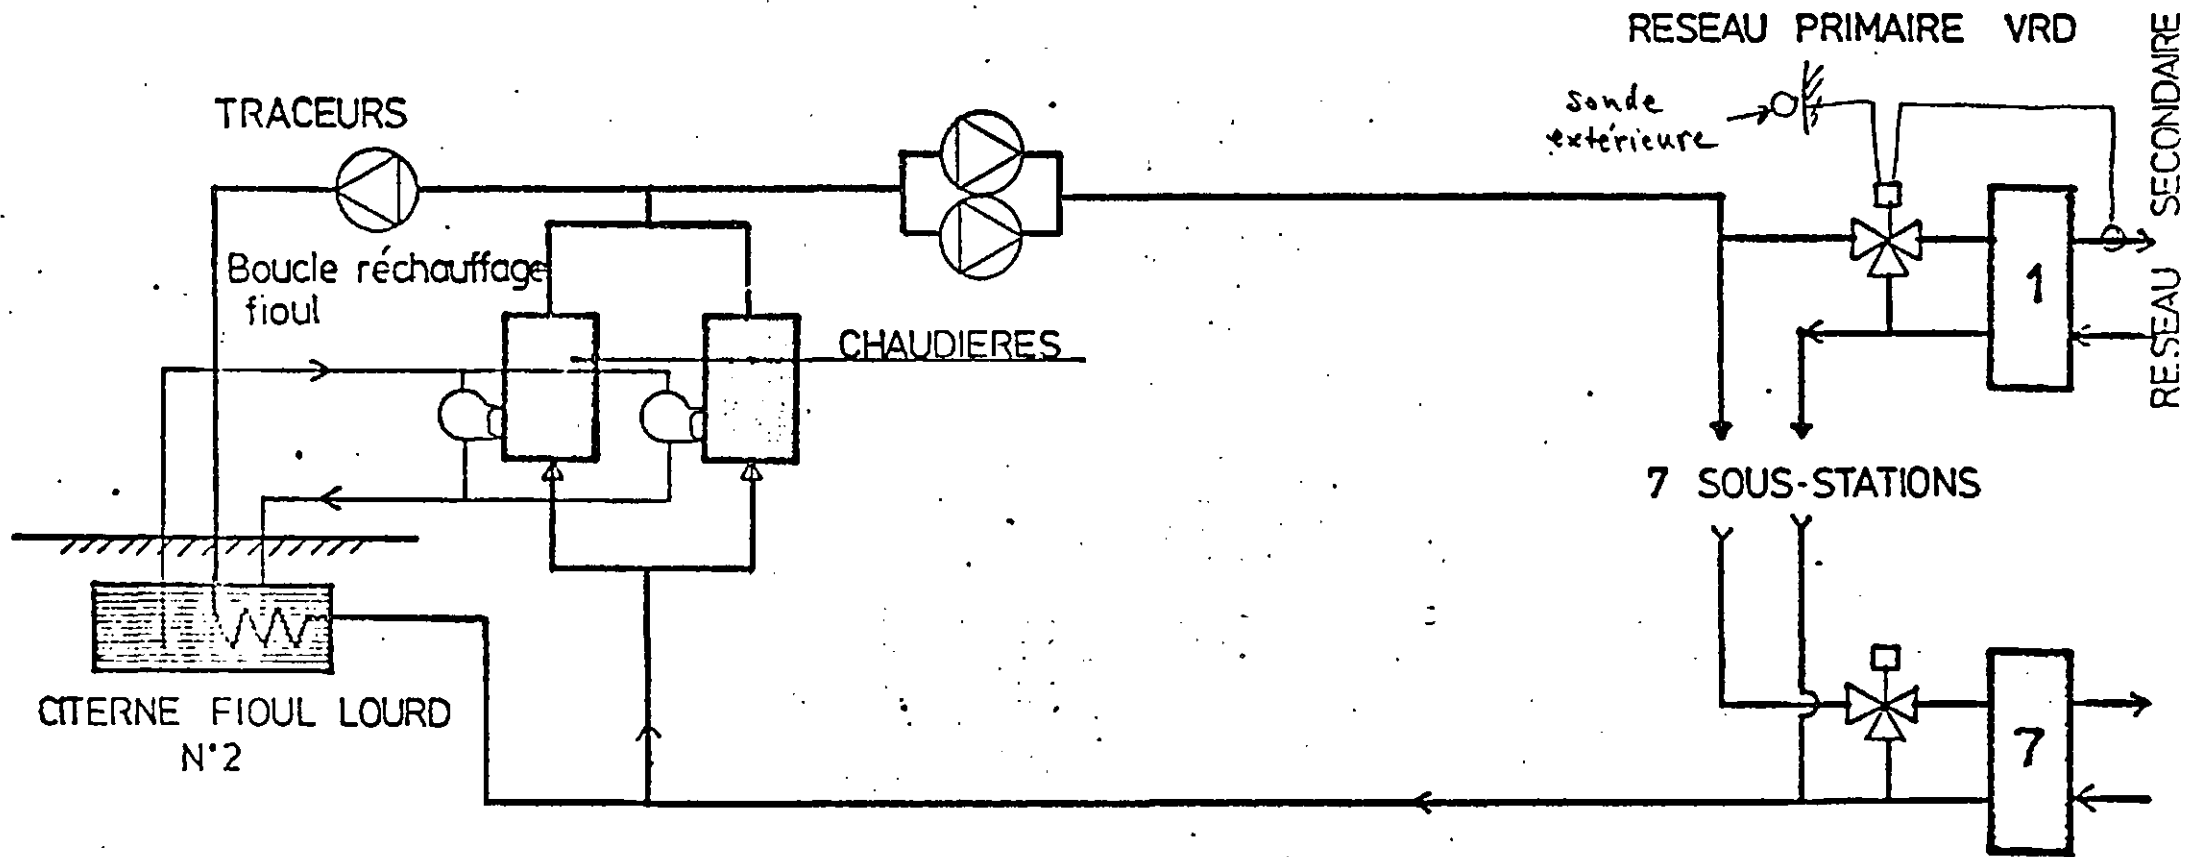 RESEAU PRIMAIRE VRD
RESEAU SECONDAIRE
sonde
extérieure
TRACEURS
Boucle réchauffage
fioul
CHAUDIERES
1
7 SOUS-STATIONS
CITERNE FIOUL LOURD
N°2
7